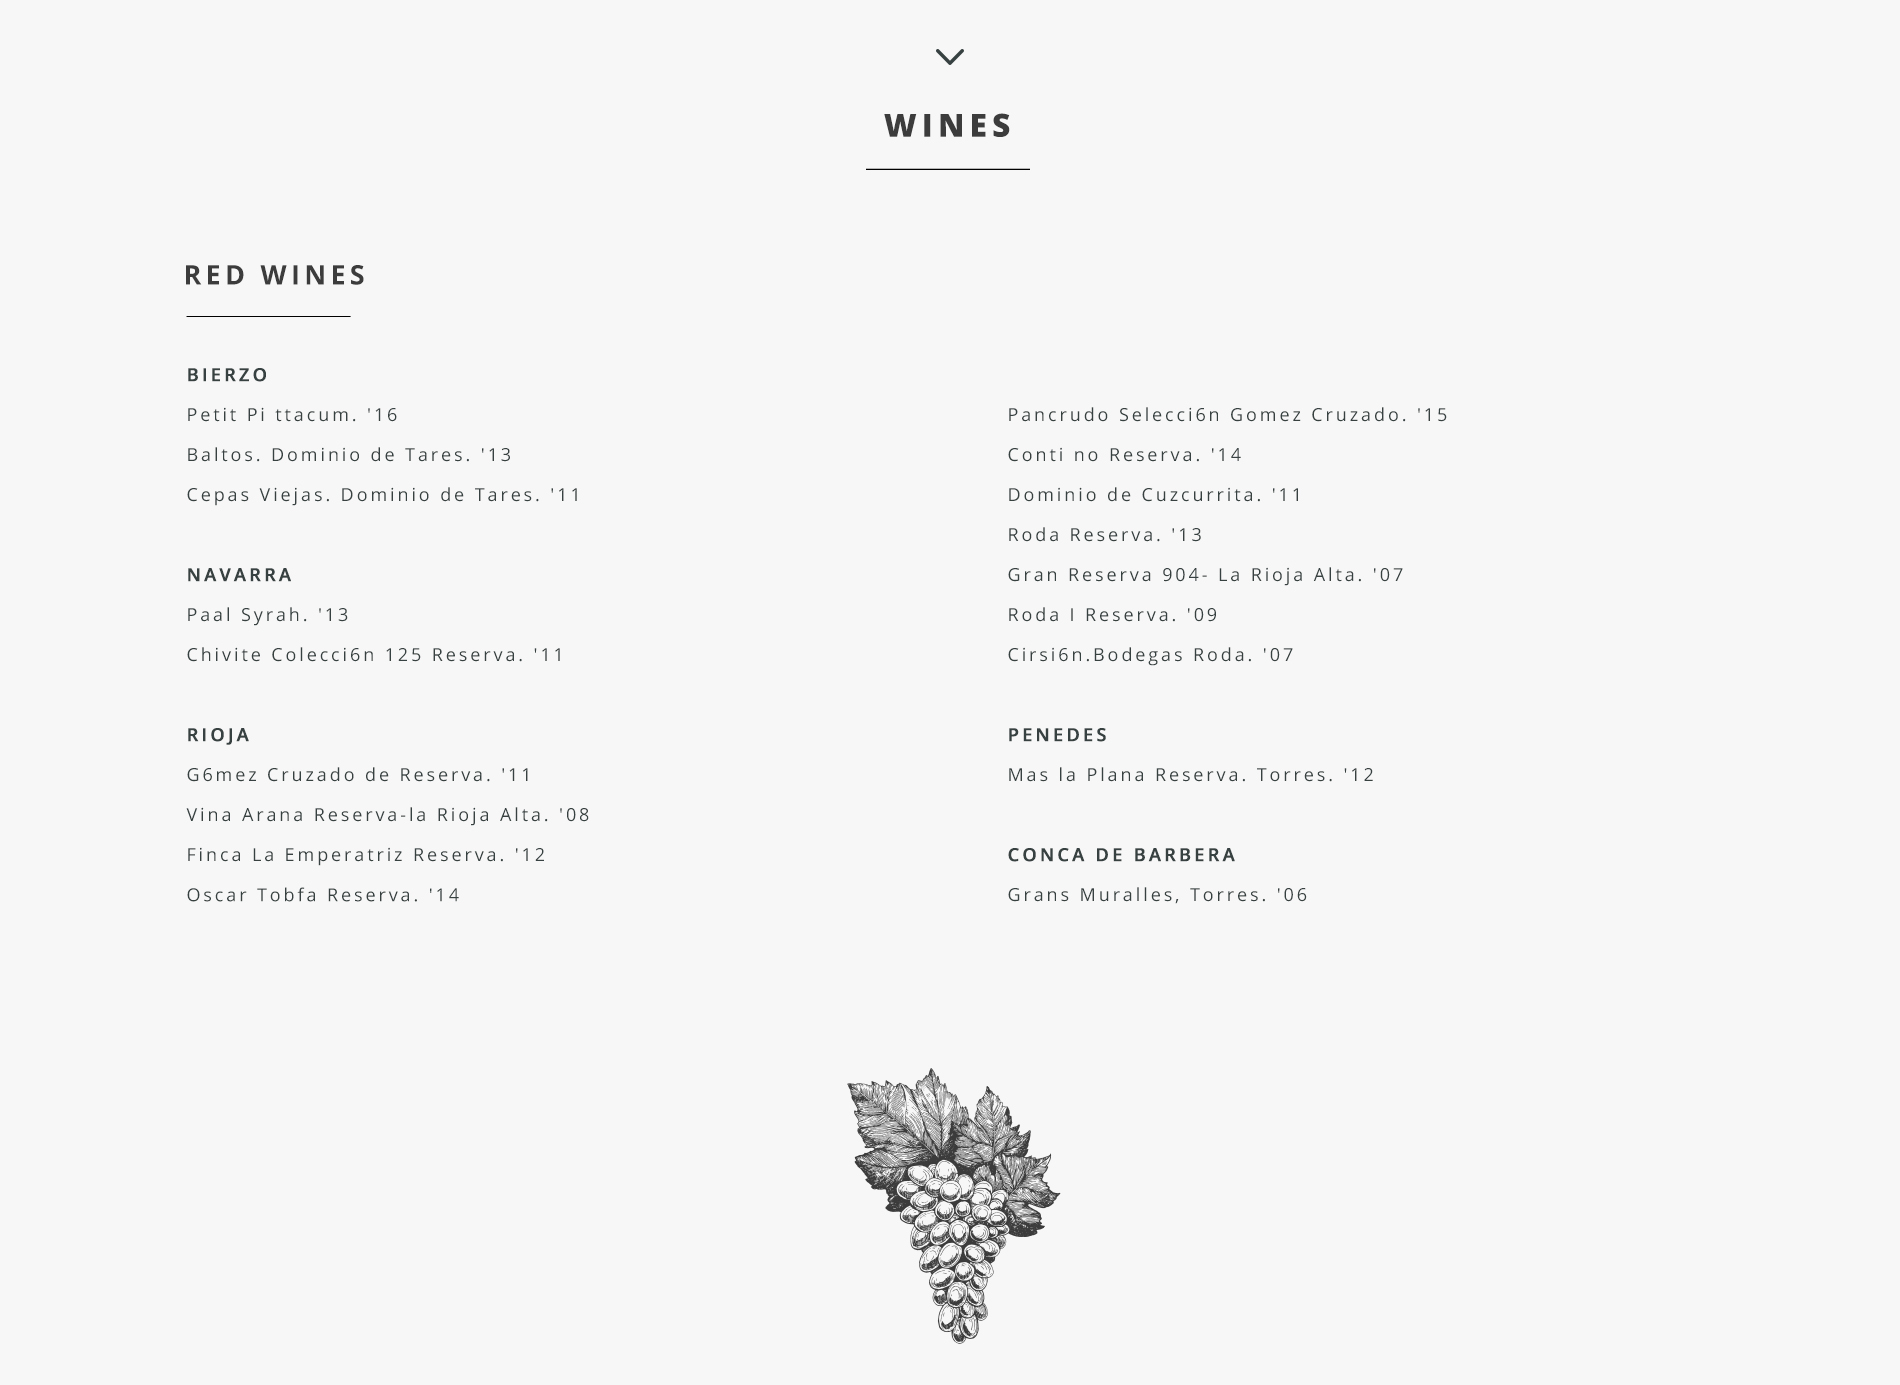 WINES
RED WINES
BIERZO
Petit Pi ttacum. '16
Baltos. Dominio de Tares. '13
Cepas Viejas. Dominio de Tares. '11
NAVARRA
Paal Syrah. '13
Chivite Colecci6n 125 Reserva. '11
RIOJA
G6mez Cruzado de Reserva. '11
Vina Arana Reserva-la Rioja Alta. '08
Finca La Emperatriz Reserva. '12
Oscar Tobfa Reserva. '14
Pancrudo Selecci6n Gomez Cruzado. '15
Conti no Reserva. '14
Dominio de Cuzcurrita. '11
Roda Reserva. '13
Gran Reserva 904- La Rioja Alta. '07
Roda I Reserva. '09
Cirsi6n.Bodegas Roda. '07
PENEDES
Mas la Plana Reserva. Torres. '12
CONCA DE BARBERA
Grans Muralles, Torres. '06